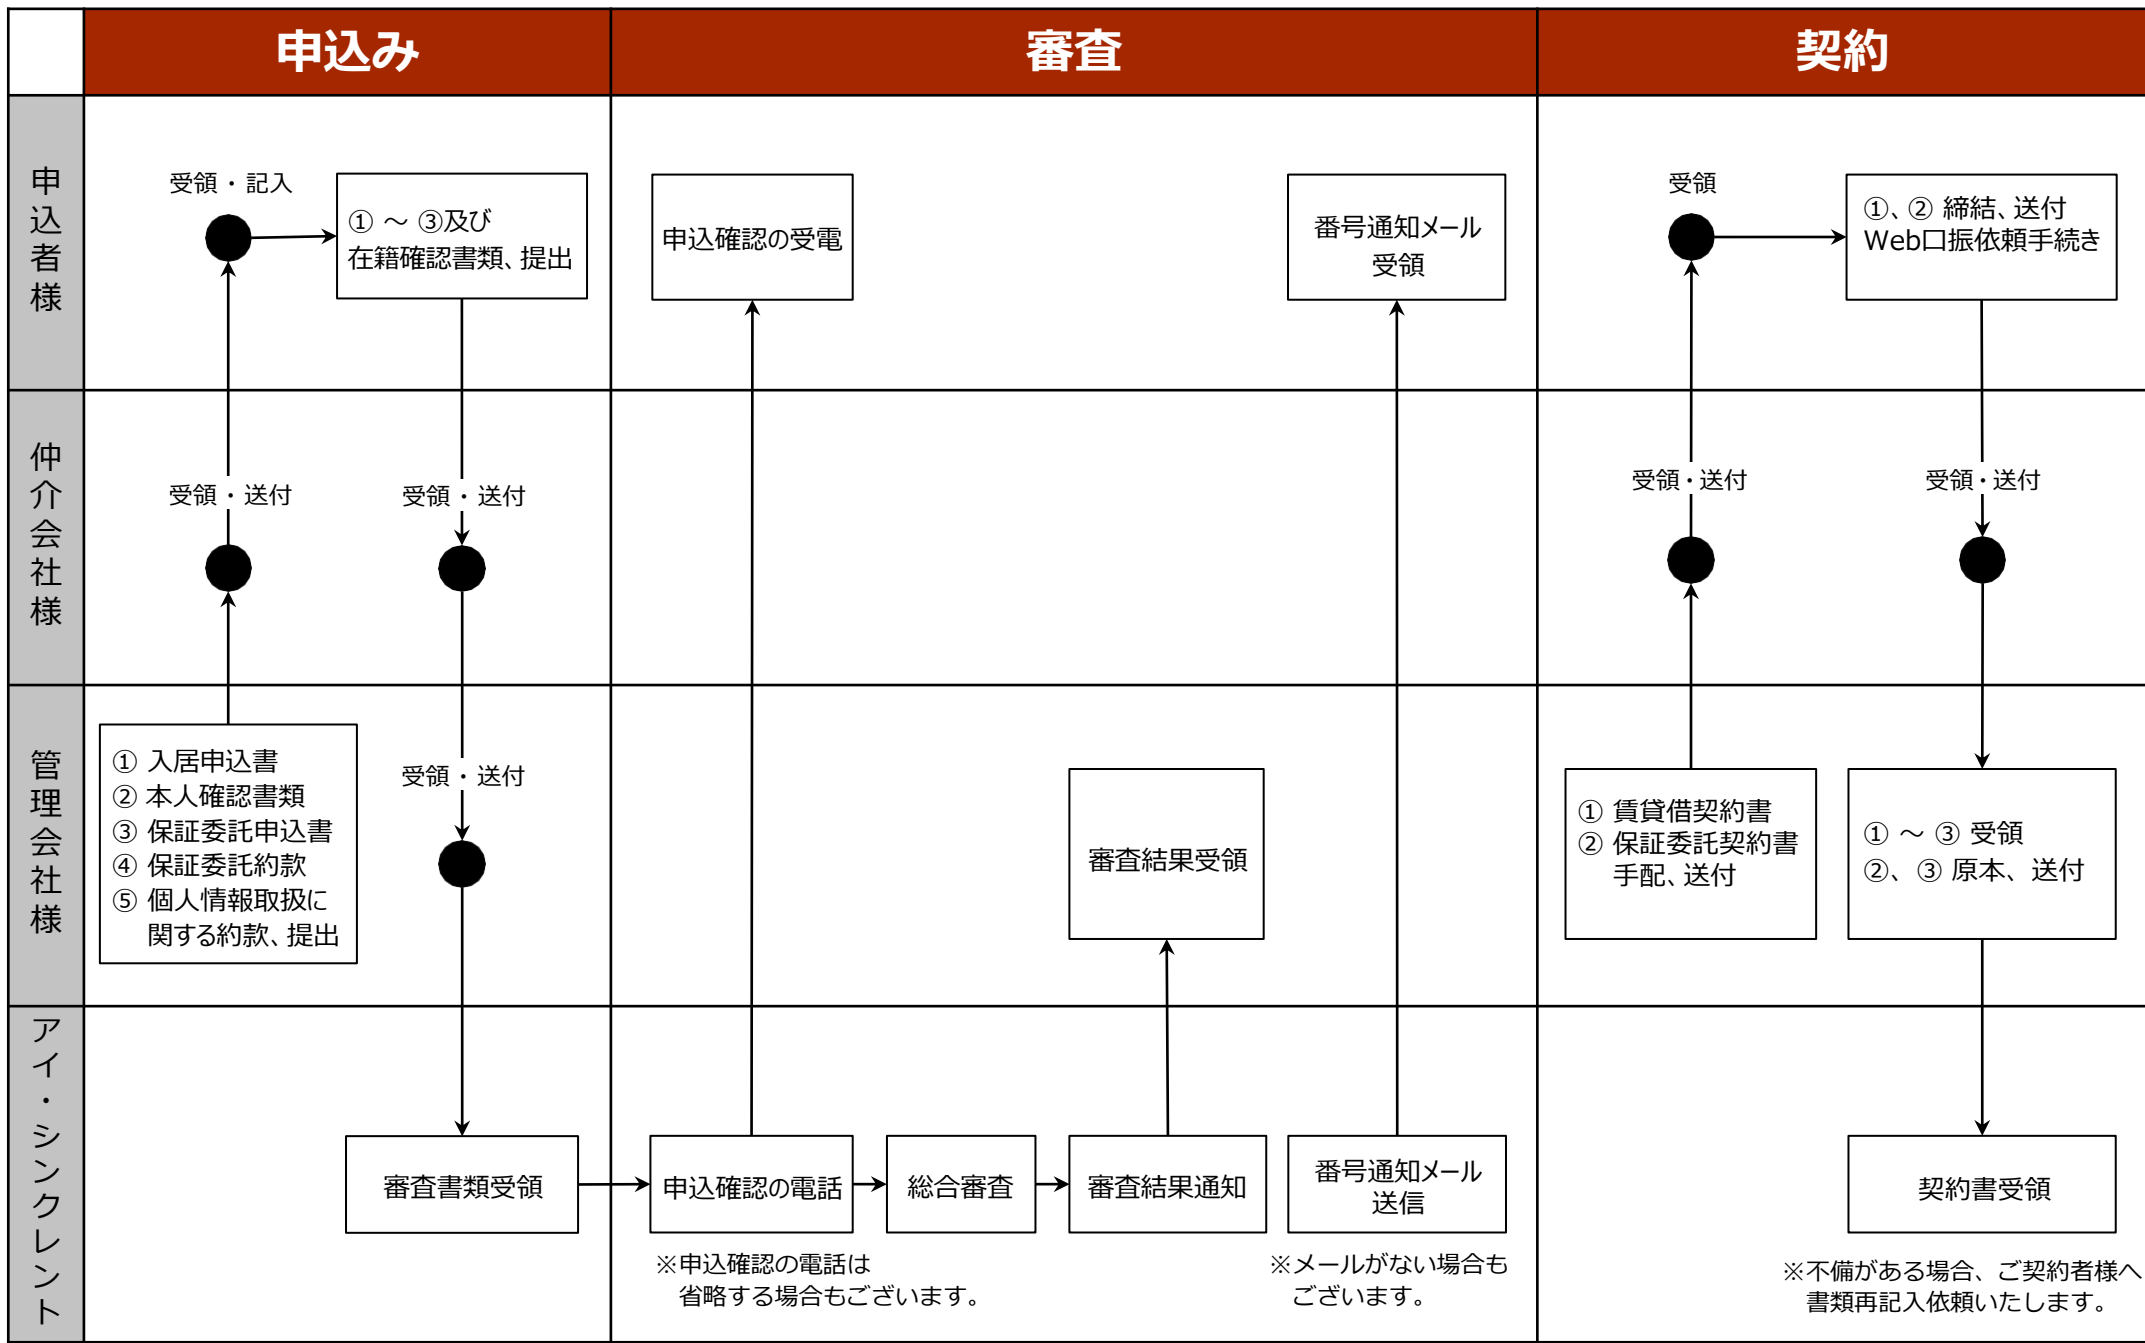 申込み
審査
契約
申込者様
受領・記入
①～③及び
在籍確認書類、提出
申込確認の受電
番号通知メール
受領
受領
①、② 締結、送付
Web口振依頼手続き
仲介会社様
受領・送付
受領・送付
受領・送付
受領・送付
管理会社様
① 入居申込書
② 本人確認書類
③ 保証委託申込書
④ 保証委託約款
⑤ 個人情報取扱に
関する約款、提出
受領・送付
審査結果受領
① 賃貸借契約書
② 保証委託契約書
手配、送付
①～③ 受領
②、③ 原本、送付
アイ・シンクレント
審査書類受領
申込確認の電話
総合審査
審査結果通知
番号通知メール
送信
契約書受領
※申込確認の電話は
省略する場合もございます。
※メールがない場合も
ございます。
※不備がある場合、ご契約者様へ
書類再記入依頼いたします。